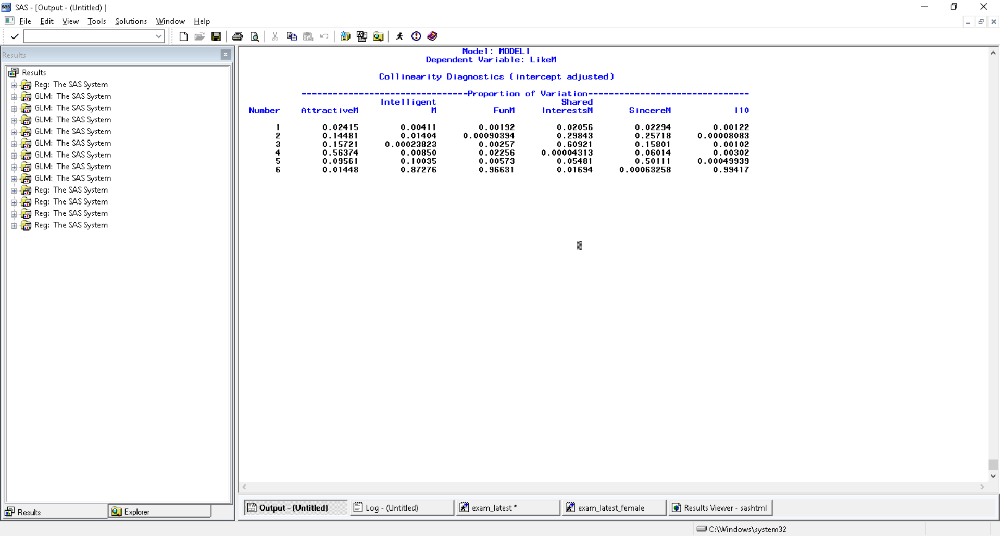 SAS - [Output - (Untitled) ]
File Edit View Tools Solutions Window Help
Results
Results
Reg: The SAS System
GLM: The SAS System
GLM: The SAS System
GLM: The SAS System
GLM: The SAS System
GLM: The SAS System
GLM: The SAS System
GLM: The SAS System
GLM: The SAS System
Reg: The SAS System
Reg: The SAS System
Reg: The SAS System
Reg: The SAS System
Results Explorer
Model: MODEL1
Dependent Variable: LikeM
Collinearity Diagnostics (intercept adjusted)
--------------------------------Proportion of Variation-------------------------------
Intelligent Shared
Number AttractiveM M FunM InterestsM SincereM I10
1 0.02415 0.00411 0.00192 0.02056 0.02294 0.00122
2 0.14481 0.01404 0.00090394 0.29843 0.25718 0.00008083
3 0.15721 0.00023823 0.00257 0.60921 0.15801 0.00102
4 0.56374 0.00850 0.02256 0.00004313 0.06014 0.00302
5 0.09561 0.10035 0.00573 0.05481 0.50111 0.00049939
6 0.01448 0.87276 0.96631 0.01694 0.00063258 0.99417
Output - (Untitled) Log - (Untitled) exam_latest * exam_latest_female Results Viewer - sashtml
C:\Windows\system32